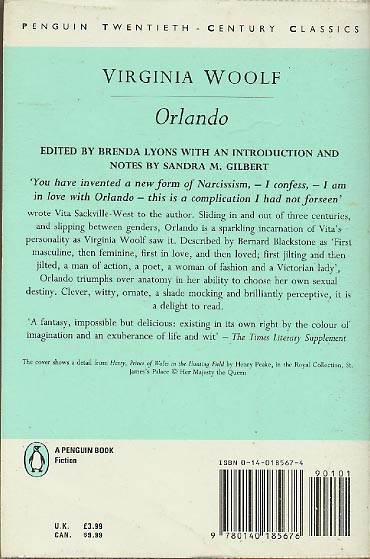 PENGUIN TWENTIETH-CENTURY CLASSICS
VIRGINIA WOOLF
Orlando
EDITED BY BRENDA LYONS WITH AN INTRODUCTION AND
NOTES BY SANDRA M. GILBERT
'You have invented a new form of Narcissism, – I confess, – I am
in love with Orlando – this is a complication I had not forseen'
wrote Vita Sackville-West to the author. Sliding in and out of three centuries,
and slipping between genders, Orlando is a sparkling incarnation of Vita's
personality as Virginia Woolf saw it. Described by Bernard Blackstone as 'First
masculine, then feminine, first in love, and then loved; first jilting and then
jilted, a man of action, a poet, a woman of fashion and a Victorian lady',
Orlando triumphs over anatomy in her ability to choose her own sexual
destiny. Clever, witty, ornate, a shade mocking and brilliantly perceptive, it is
a delight to read.
'A fantasy, impossible but delicious: existing in its own right by the colour of
imagination and an exuberance of life and wit' – The Times Literary Supplement
The cover shows a detail from Henry, Prince of Wales in the Hunting Field by Henry Peake, in the Royal Collection, St.
James's Palace © Her Majesty the Queen
A PENGUIN BOOK
Fiction
ISBN 0-14-018567-4
90101
U.K. £3.99
CAN. $9.99
9 780140 185676